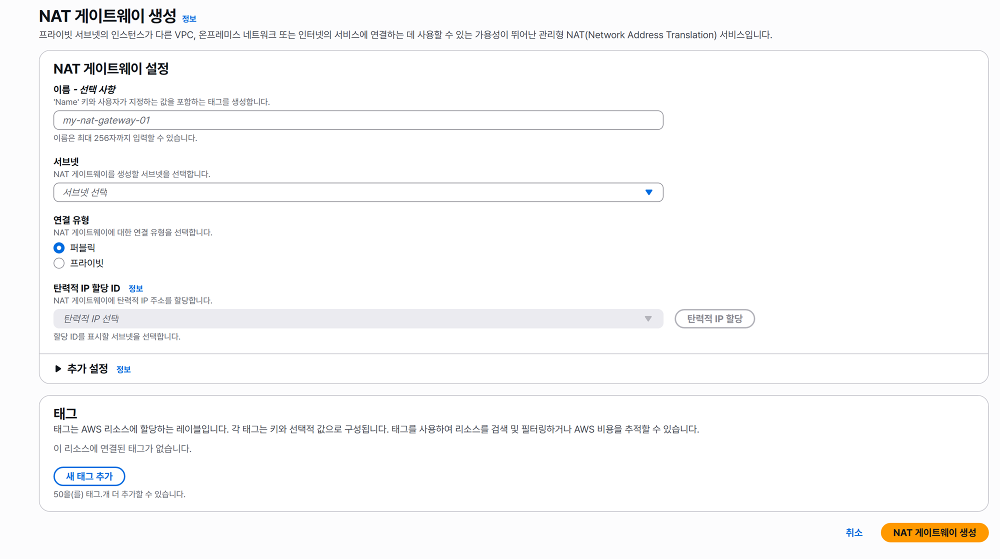 NAT 게이트웨이 생성 정보
프라이빗 서브넷의 인스턴스가 다른 VPC, 온프레미스 네트워크 또는 인터넷의 서비스에 연결하는 데 사용할 수 있는 가용성이 뛰어난 관리형 NAT(Network Address Translation) 서비스입니다.
NAT 게이트웨이 설정
이름 - 선택 사항
'Name' 키와 사용자가 지정하는 값을 포함하는 태그를 생성합니다.
my-nat-gateway-01
이름은 최대 256자까지 입력할 수 있습니다.
서브넷
NAT 게이트웨이를 생성할 서브넷을 선택합니다.
서브넷 선택
연결 유형
NAT 게이트웨이에 대한 연결 유형을 선택합니다.
퍼블릭
프라이빗
탄력적 IP 할당 ID 정보
NAT 게이트웨이에 탄력적 IP 주소를 할당합니다.
탄력적 IP 선택
탄력적 IP 할당
할당 ID를 표시할 서브넷을 선택합니다.
추가 설정 정보
태그
태그는 AWS 리소스에 할당하는 레이블입니다. 각 태그는 키와 선택적 값으로 구성됩니다. 태그를 사용하여 리소스를 검색 및 필터링하거나 AWS 비용을 추적할 수 있습니다.
이 리소스에 연결된 태그가 없습니다.
새 태그 추가
50을(를) 태그.개 더 추가할 수 있습니다.
취소
NAT 게이트웨이 생성